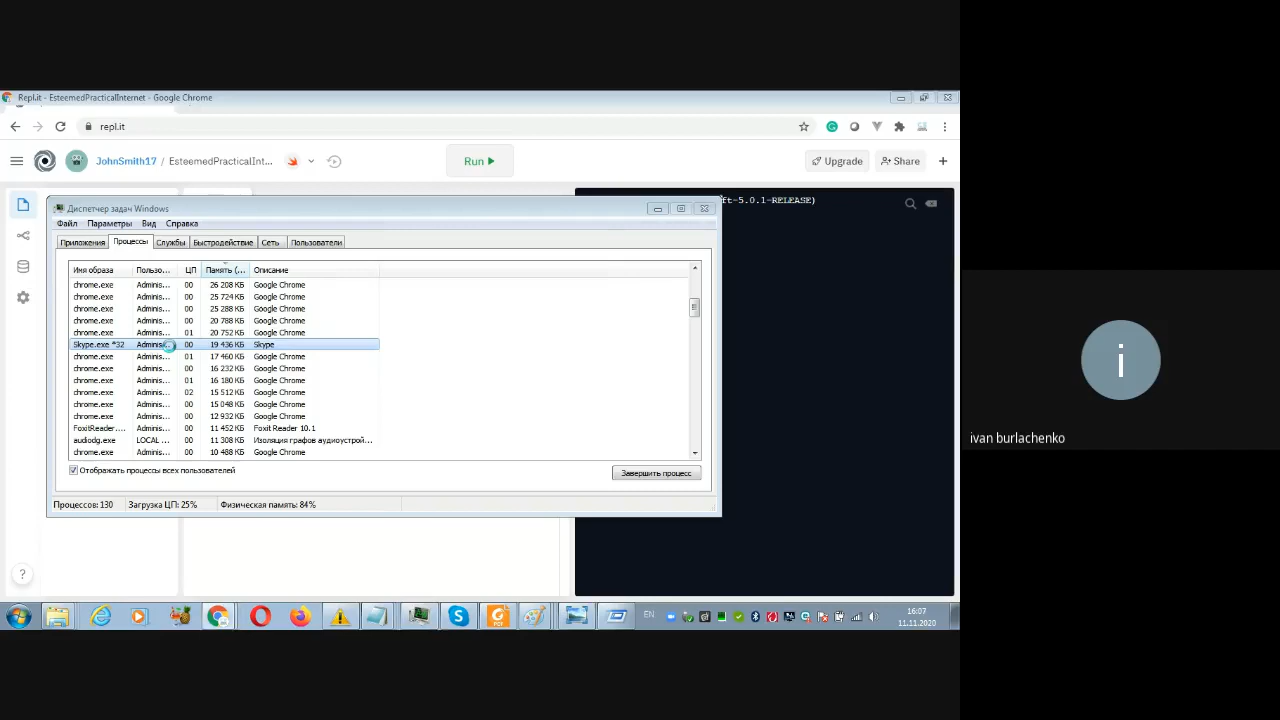 Repl.it - EsteemedPracticalInternet - Google Chrome
repl.it
JohnSmith17 / EsteemedPracticalInt...
Run
Upgrade
Share
ft-5.0.1-RELEASE)
Диспетчер задач Windows
Файл Параметры Вид Справка
Приложения Процессы Службы Быстродействие Сеть Пользователи
Имя образа Пользо... ЦП Память (... Описание
chrome.exe Adminis... 00 26 208 КБ Google Chrome
chrome.exe Adminis... 00 25 724 КБ Google Chrome
chrome.exe Adminis... 00 25 288 КБ Google Chrome
chrome.exe Adminis... 00 20 788 КБ Google Chrome
chrome.exe Adminis... 01 20 752 КБ Google Chrome
Skype.exe *32 Adminis... 00 19 436 КБ Skype
chrome.exe Adminis... 01 17 460 КБ Google Chrome
chrome.exe Adminis... 00 16 232 КБ Google Chrome
chrome.exe Adminis... 01 16 180 КБ Google Chrome
chrome.exe Adminis... 02 15 512 КБ Google Chrome
chrome.exe Adminis... 00 15 048 КБ Google Chrome
chrome.exe Adminis... 00 12 932 КБ Google Chrome
FoxitReader.... Adminis... 00 11 452 КБ Foxit Reader 10.1
audiodg.exe LOCAL ... 00 11 308 КБ Изоляция графов аудиоустрой...
chrome.exe Adminis... 00 10 488 КБ Google Chrome
Отображать процессы всех пользователей
Завершить процесс
Процессов: 130 Загрузка ЦП: 25% Физическая память: 84%
EN
16:07
11.11.2020
i
ivan burlachenko